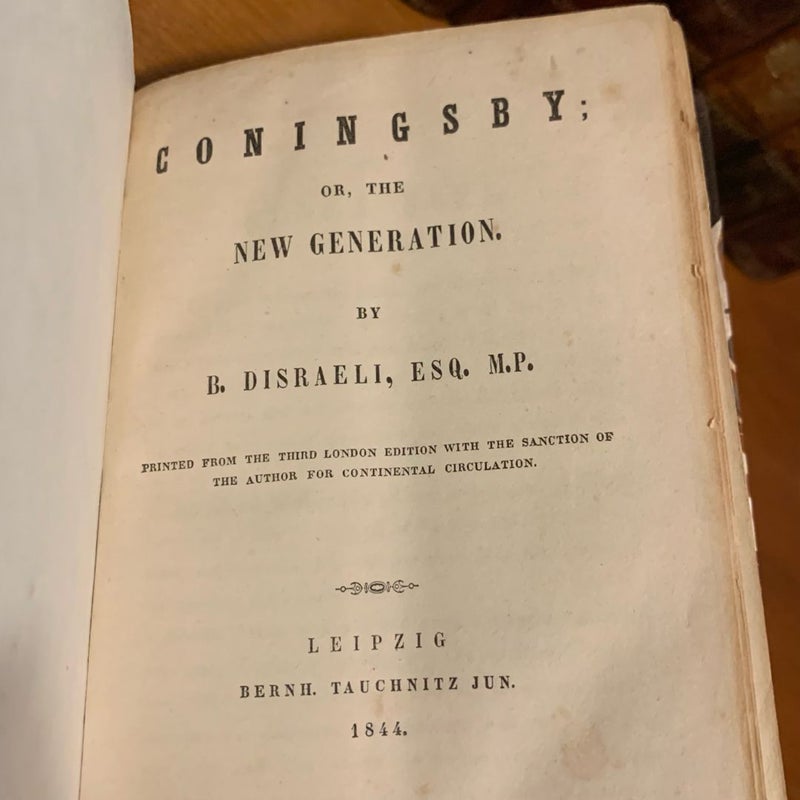 CONINGSBY;
OR, THE
NEW GENERATION.
BY
B. DISRAELI, ESQ. M.P.
PRINTED FROM THE THIRD LONDON EDITION WITH THE SANCTION OF
THE AUTHOR FOR CONTINENTAL CIRCULATION.
LEIPZIG
BERNH. TAUCHNITZ JUN.
1844.